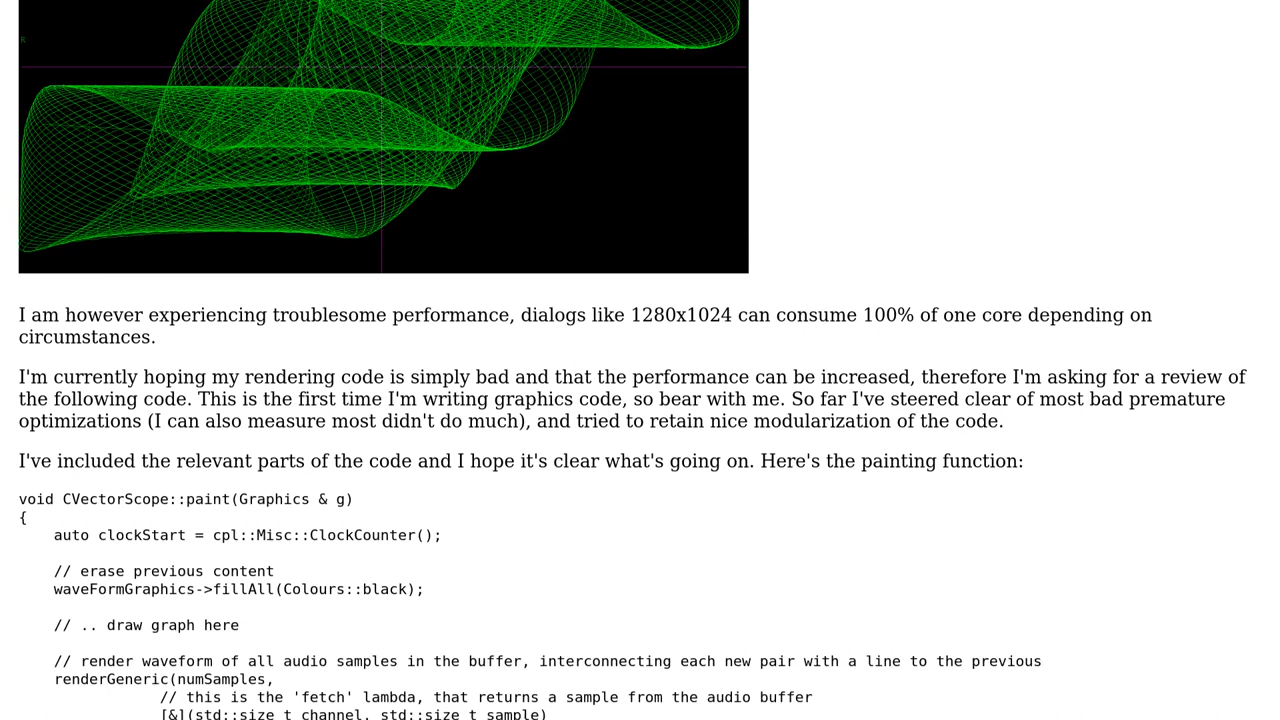 R
I am however experiencing troublesome performance, dialogs like 1280x1024 can consume 100% of one core depending on
circumstances.
I'm currently hoping my rendering code is simply bad and that the performance can be increased, therefore I'm asking for a review of
the following code. This is the first time I'm writing graphics code, so bear with me. So far I've steered clear of most bad premature
optimizations (I can also measure most didn't do much), and tried to retain nice modularization of the code.
I've included the relevant parts of the code and I hope it's clear what's going on. Here's the painting function:
void CVectorScope::paint(Graphics & g)
{
    auto clockStart = cpl::Misc::ClockCounter();
    // erase previous content
    waveFormGraphics->fillAll(Colours::black);
    // .. draw graph here
    // render waveform of all audio samples in the buffer, interconnecting each new pair with a line to the previous
    renderGeneric(numSamples,
                // this is the 'fetch' lambda, that returns a sample from the audio buffer
                [&](std::size_t channel, std::size_t sample)